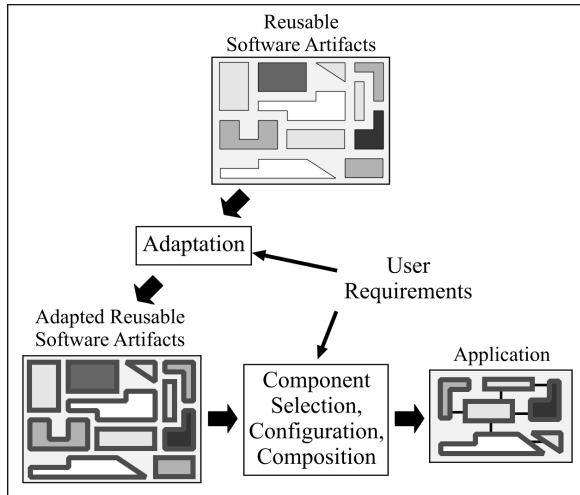 Reusable
Software Artifacts
Adaptation
User
Requirements
Adapted Reusable
Software Artifacts
Component
Selection,
Configuration,
Composition
Application